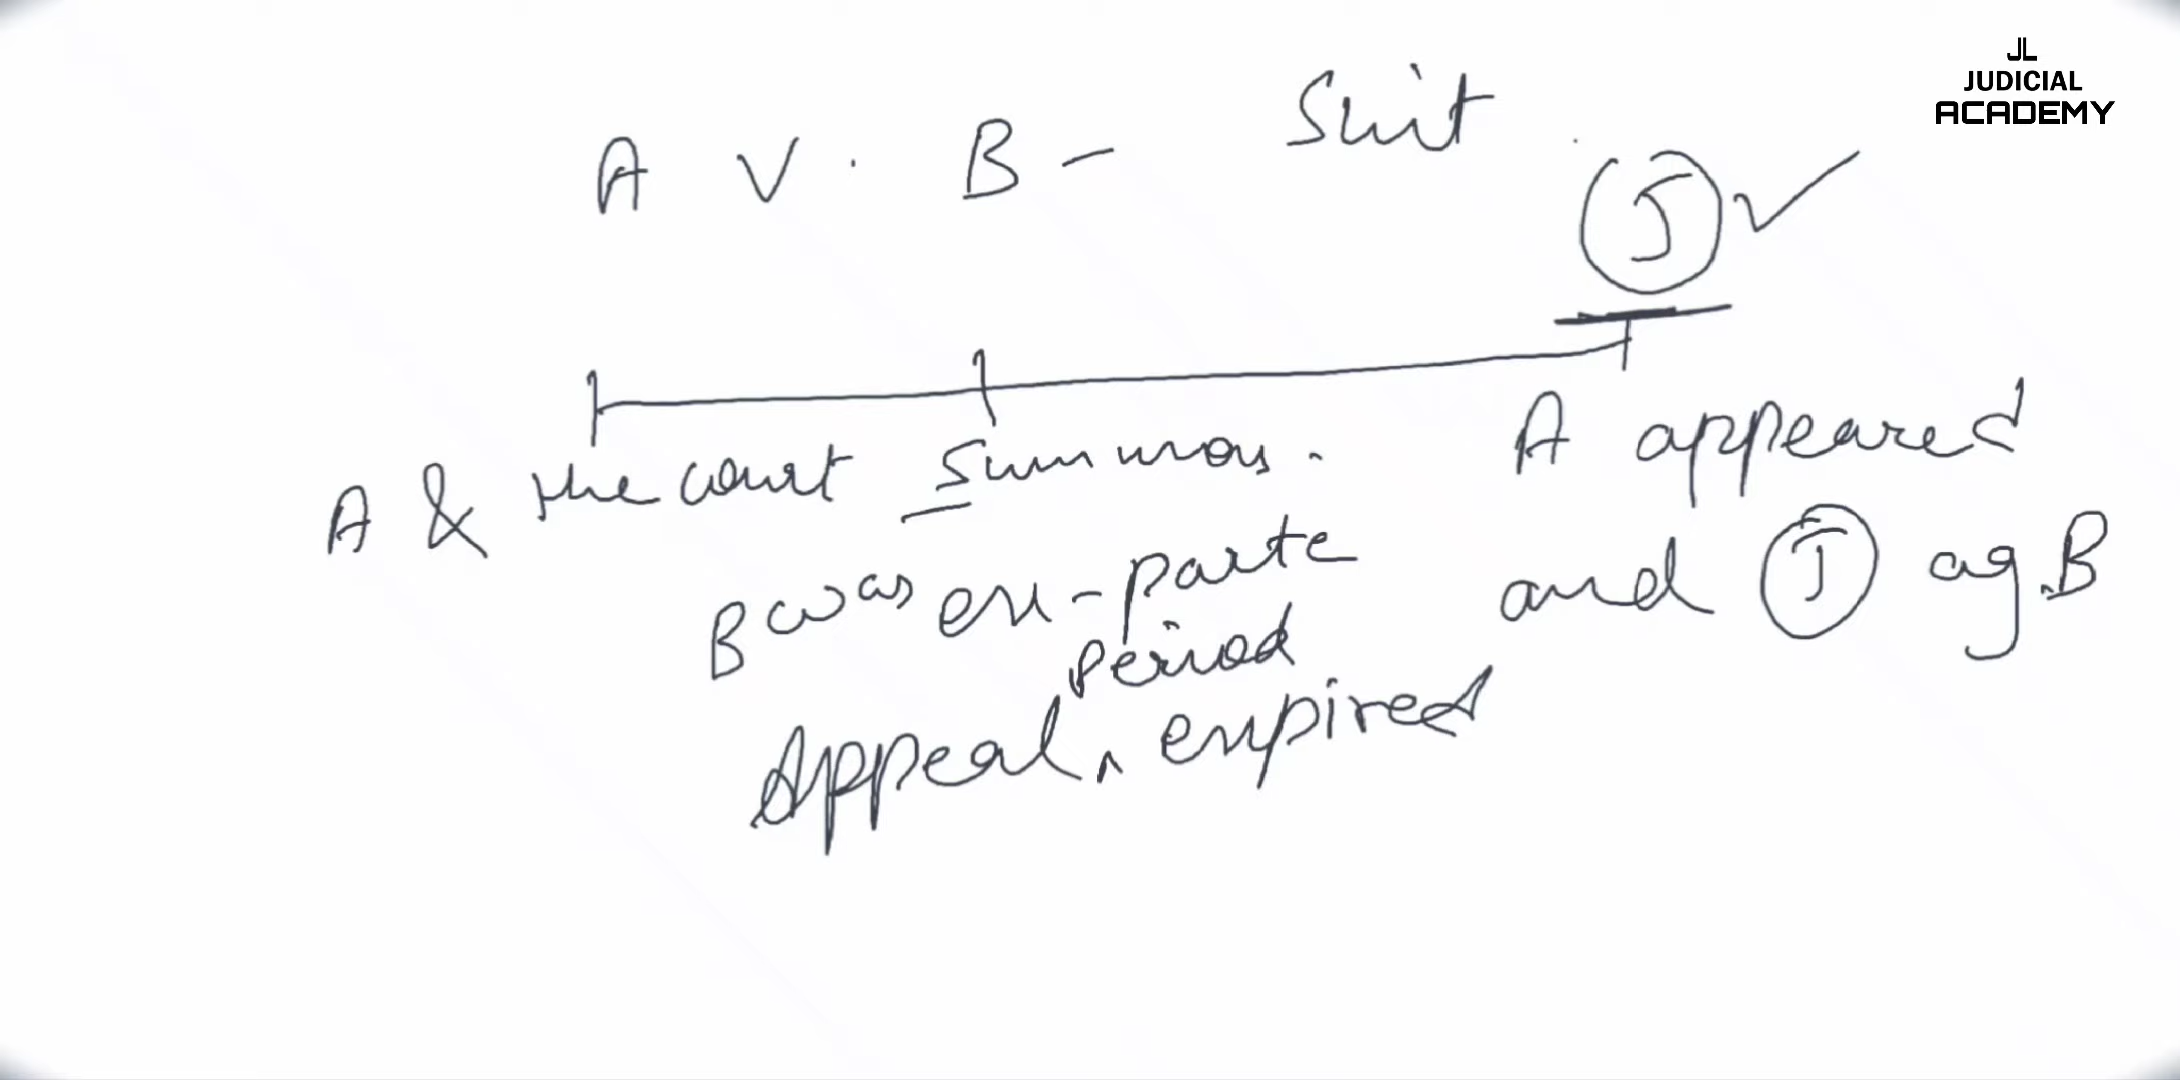 JL
JUDICIAL
ACADEMY
A V. B - Suit.
J
A & the court summons.
A appeared
and J ag. B
B was ex-parte
period
Appeal ^ expired